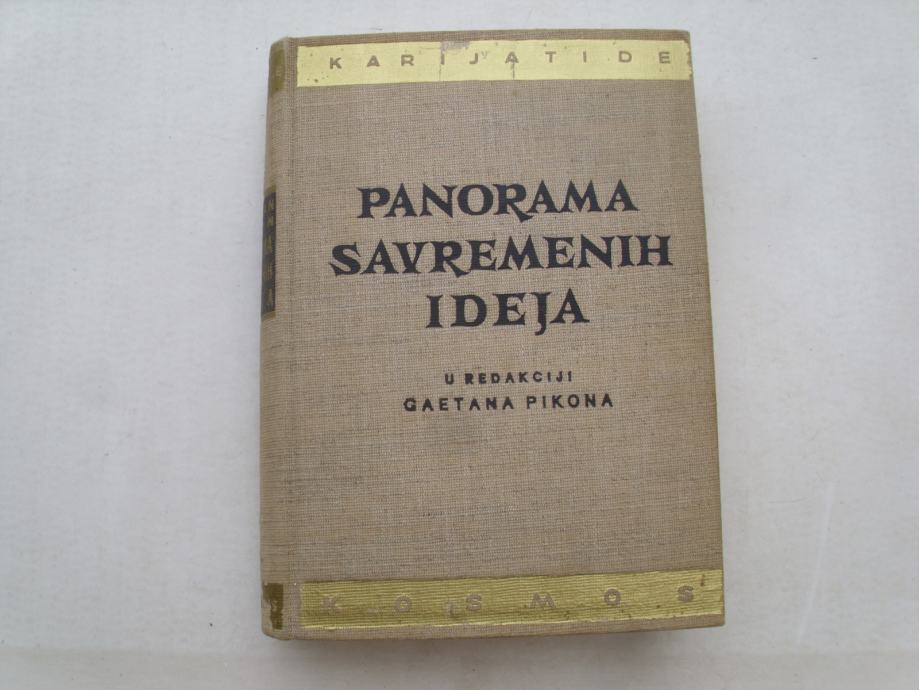 KARIJATIDE
PANORAMA
SAVREMENIH
IDEJA
U REDAKCIJI
GAETANA PIKONA
KOSMOS